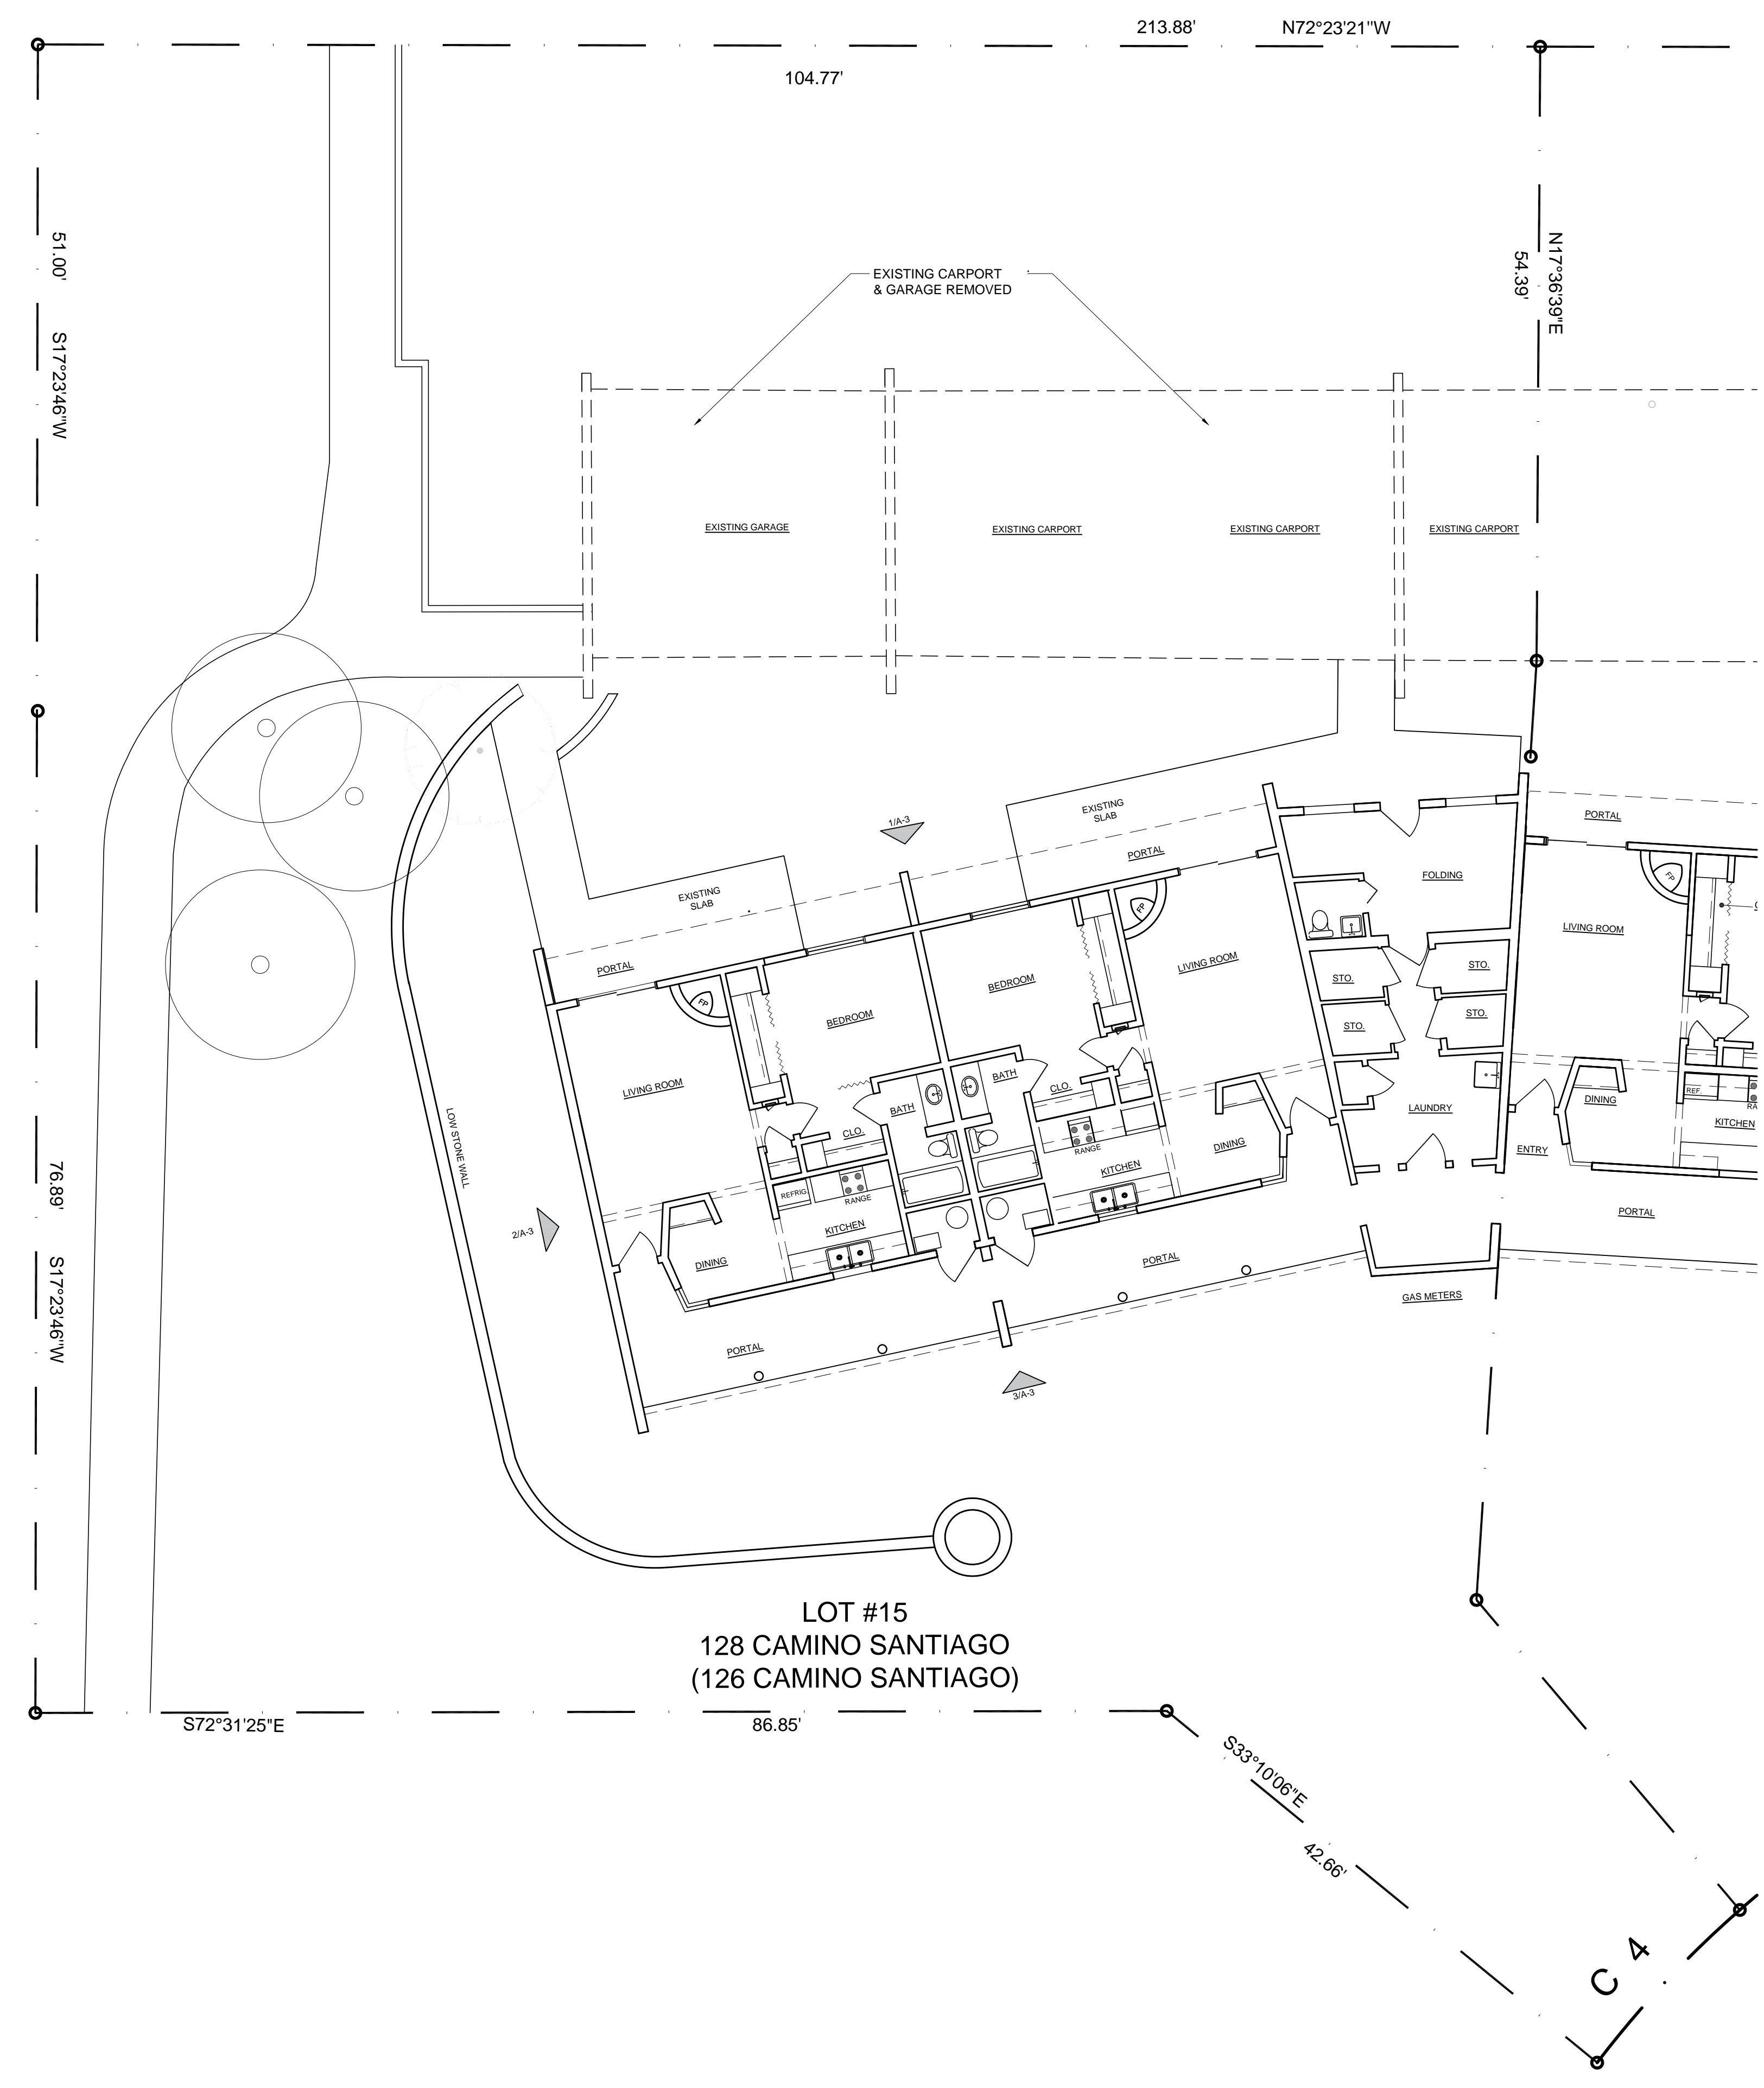 213.88' N72°23'21"W
104.77'
51.00' S17°23'46"W
N17°36'39"E
54.39'
EXISTING CARPORT
& GARAGE REMOVED
EXISTING GARAGE
EXISTING CARPORT
EXISTING CARPORT
EXISTING CARPORT
1/A-3
EXISTING
SLAB
PORTAL
PORTAL
EXISTING
SLAB
PORTAL
FP
FP
FP
FOLDING
LIVING ROOM
LIVING ROOM
BEDROOM
BEDROOM
LIVING ROOM
STO.
STO.
STO.
STO.
BATH
BATH
CLO.
CLO.
REFRIG.
RANGE
RANGE
KITCHEN
KITCHEN
DINING
DINING
LAUNDRY
ENTRY
DINING
REF.
RA
KITCHEN
LOW STONE WALL
2/A-3
PORTAL
PORTAL
PORTAL
GAS METERS
3/A-3
76.89' S17°23'46"W
LOT #15
128 CAMINO SANTIAGO
(126 CAMINO SANTIAGO)
S72°31'25"E 86.85'
S33°10'06"E
42.66'
C 4